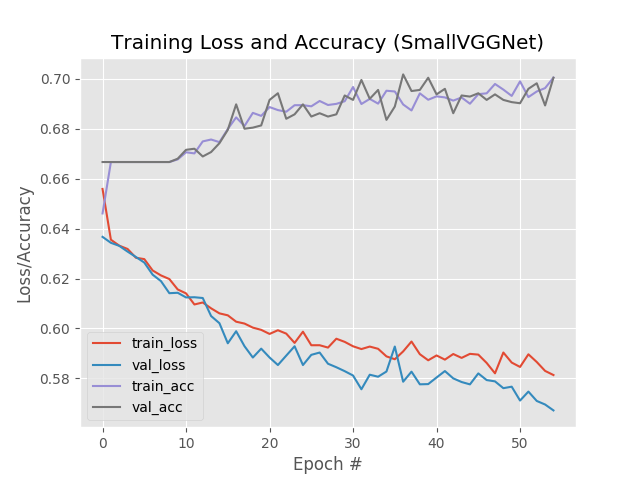 Training Loss and Accuracy (SmallVGGNet)
Loss/Accuracy
0.70
0.68
0.66
0.64
0.62
0.60
0.58
train_loss
val_loss
train_acc
val_acc
0 10 20 30 40 50
Epoch #